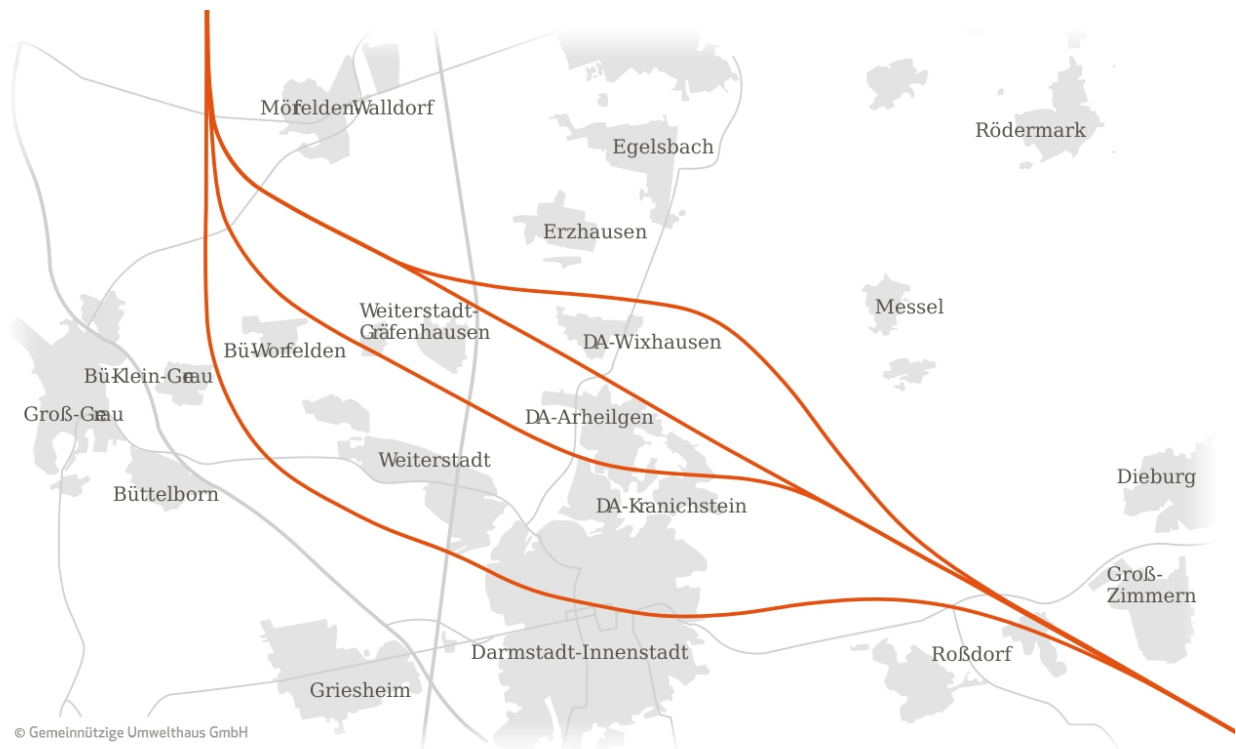 Mörfelden-Walldorf
Rödermark
Egelsbach
Erzhausen
Messel
Weiterstadt-
Gräfenhausen
DA-Wixhausen
Bü-Worfelden
Bü-Klein-Gerau
Groß-Gerau
DA-Arheilgen
Weiterstadt
Dieburg
Büttelborn
DA-Kranichstein
Groß-
Zimmern
Darmstadt-Innenstadt
Roßdorf
Griesheim
© Gemeinnützige Umwelthaus GmbH